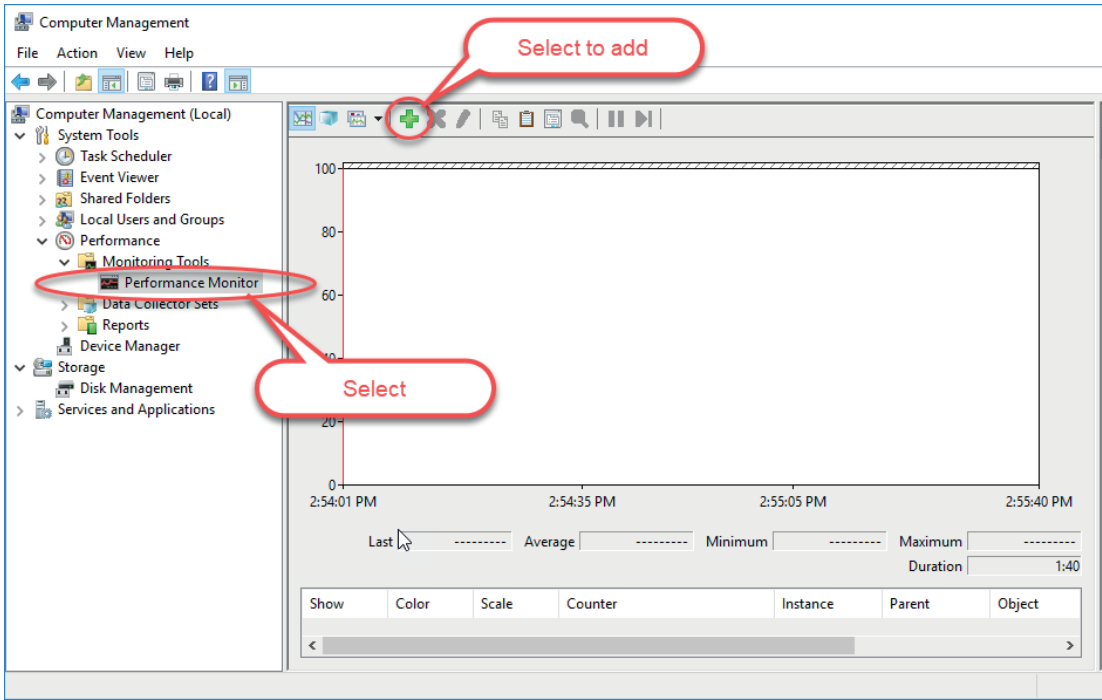 Computer Management
File Action View Help
Select to add
Computer Management (Local)
System Tools
Task Scheduler
Event Viewer
Shared Folders
Local Users and Groups
Performance
Monitoring Tools
Performance Monitor
Data Collector Sets
Reports
Device Manager
Storage
Disk Management
Services and Applications
Select
100
80
60
40
20
0
2:54:01 PM 2:54:35 PM 2:55:05 PM 2:55:40 PM
Last --------- Average --------- Minimum --------- Maximum ---------
Duration 1:40
Show Color Scale Counter Instance Parent Object